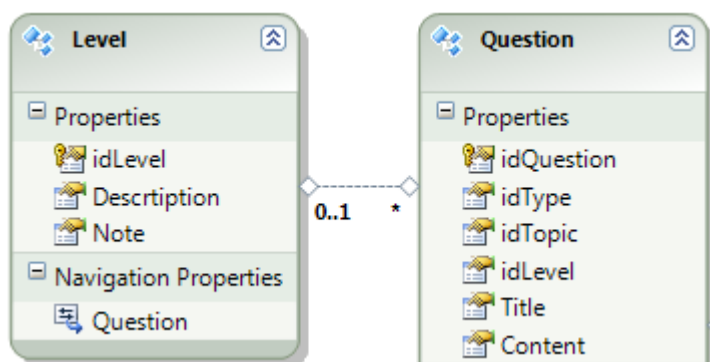 Level
Properties
idLevel
Descrtiption
Note
Navigation Properties
Question
0..1 *
Question
Properties
idQuestion
idType
idTopic
idLevel
Title
Content